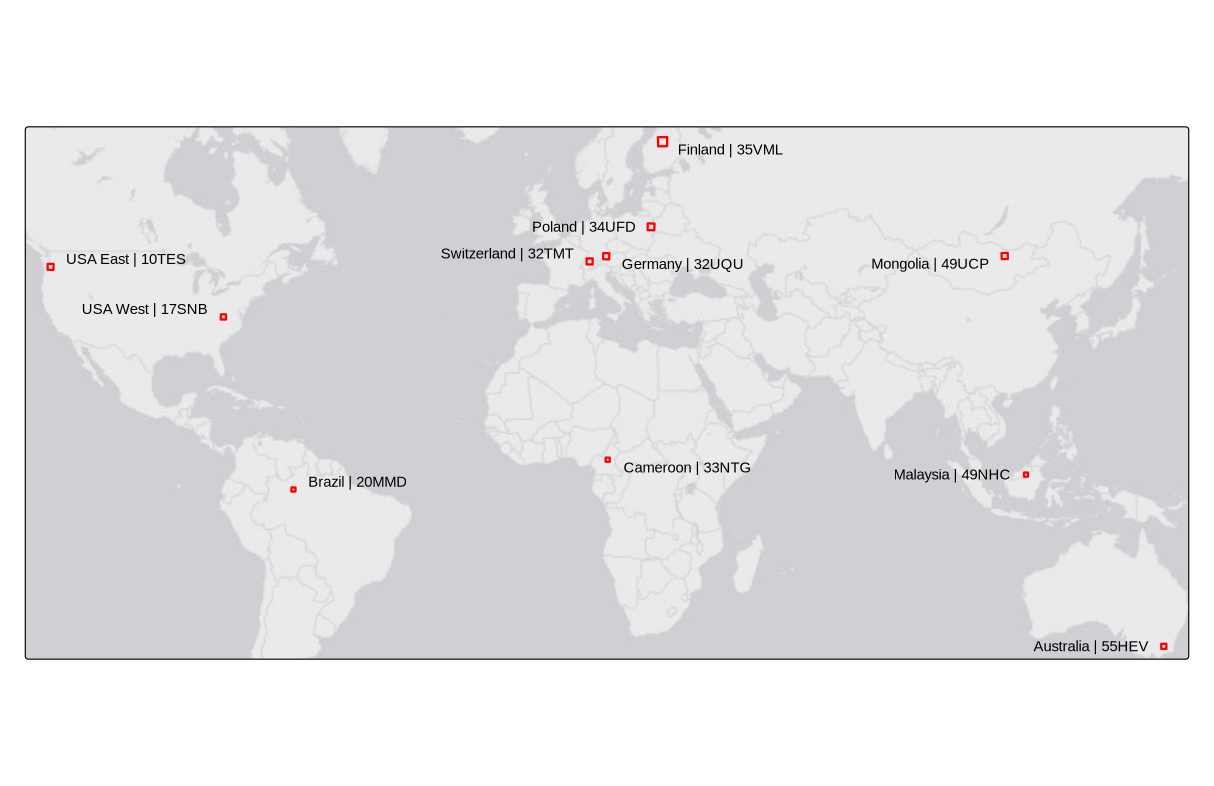 Finland | 35VML
Poland | 34UFD
Switzerland | 32TMT
Germany | 32UQU
USA East | 10TES
Mongolia | 49UCP
USA West | 17SNB
Cameroon | 33NTG
Malaysia | 49NHC
Brazil | 20MMD
Australia | 55HEV